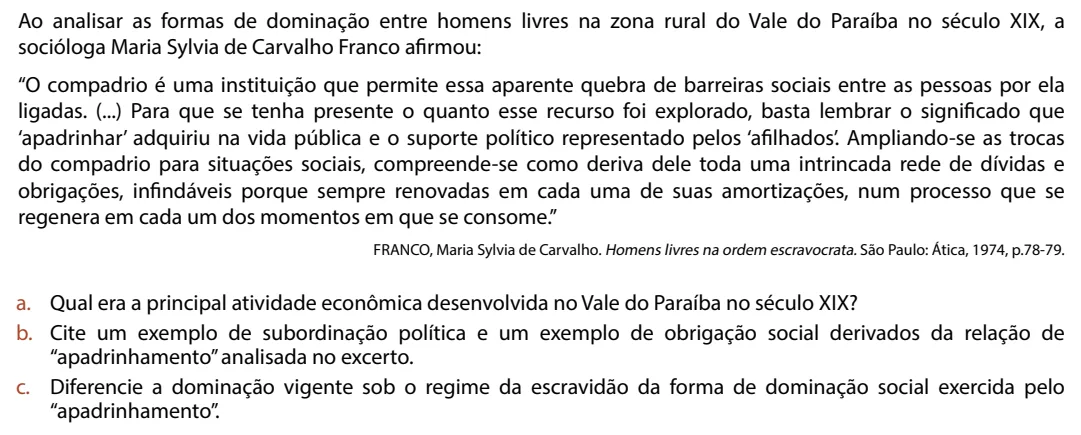 Ao analisar as formas de dominação entre homens livres na zona rural do Vale do Paraíba no século XIX, a
socióloga Maria Sylvia de Carvalho Franco afirmou:
“O compadrio é uma instituição que permite essa aparente quebra de barreiras sociais entre as pessoas por ela
ligadas. (...) Para que se tenha presente o quanto esse recurso foi explorado, basta lembrar o significado que
‘apadrinhar’ adquiriu na vida pública e o suporte político representado pelos ‘afilhados’. Ampliando-se as trocas
do compadrio para situações sociais, compreende-se como deriva dele toda uma intrincada rede de dívidas e
obrigações, infindáveis porque sempre renovadas em cada uma de suas amortizações, num processo que se
regenera em cada um dos momentos em que se consome.”
FRANCO, Maria Sylvia de Carvalho. Homens livres na ordem escravocrata. São Paulo: Ática, 1974, p.78-79.
a. Qual era a principal atividade econômica desenvolvida no Vale do Paraíba no século XIX?
b. Cite um exemplo de subordinação política e um exemplo de obrigação social derivados da relação de
“apadrinhamento” analisada no excerto.
c. Diferencie a dominação vigente sob o regime da escravidão da forma de dominação social exercida pelo
“apadrinhamento”.